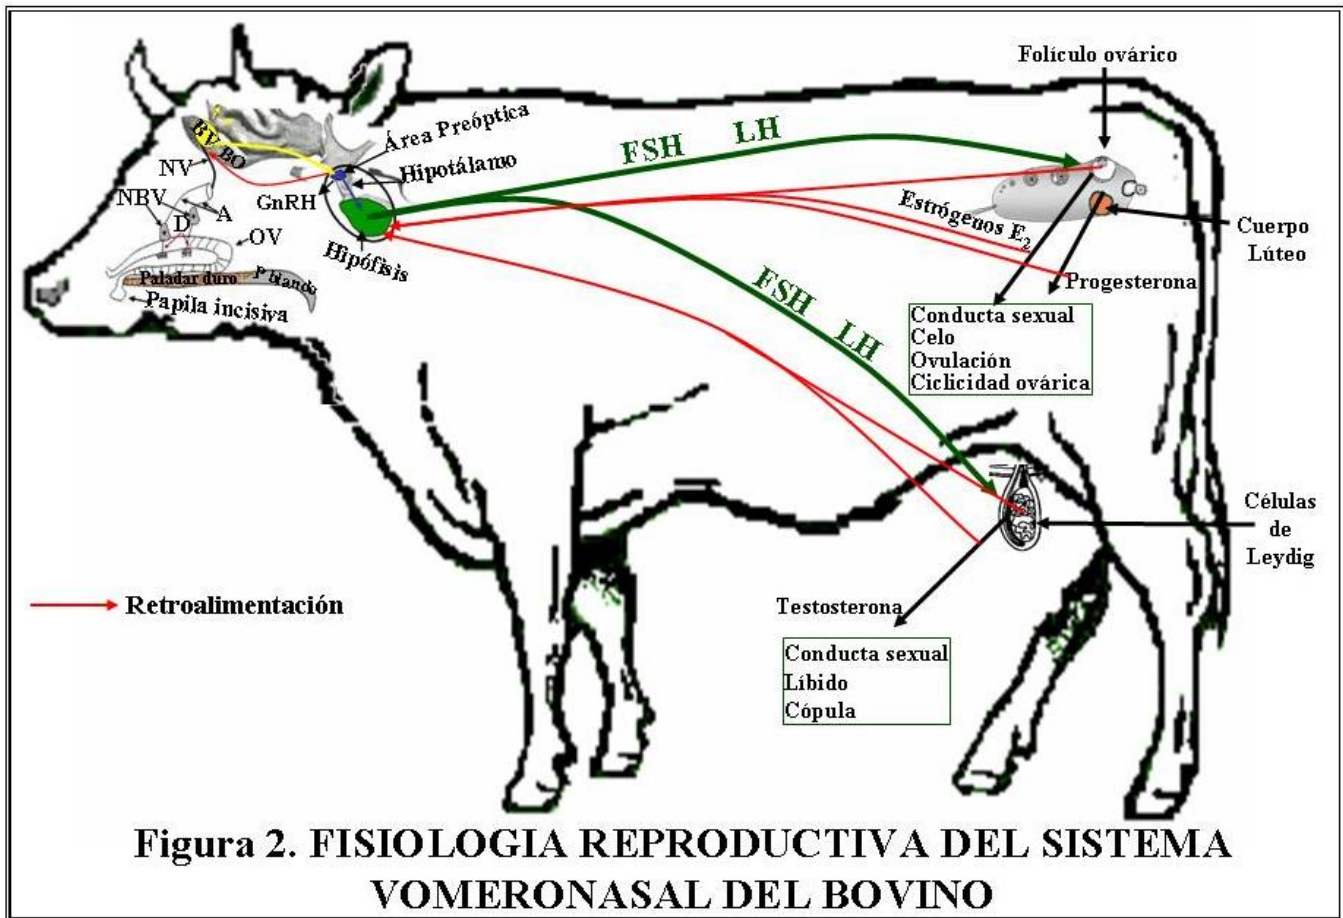 Folículo ovárico
Área Preóptica
BV
BO
FSH LH
NV
Hipotálamo
GnRH
NBV
A
D
OV
Estrógenos E2
Cuerpo
Lúteo
Hipófisis
Paladar duro
P blando
Papila incisiva
Progesterona
FSH
LH
Conducta sexual
Celo
Ovulación
Ciclicidad ovárica
Células
de
Leydig
Retroalimentación
Testosterona
Conducta sexual
Líbido
Cópula
Figura 2. FISIOLOGIA REPRODUCTIVA DEL SISTEMA
VOMERONASAL DEL BOVINO